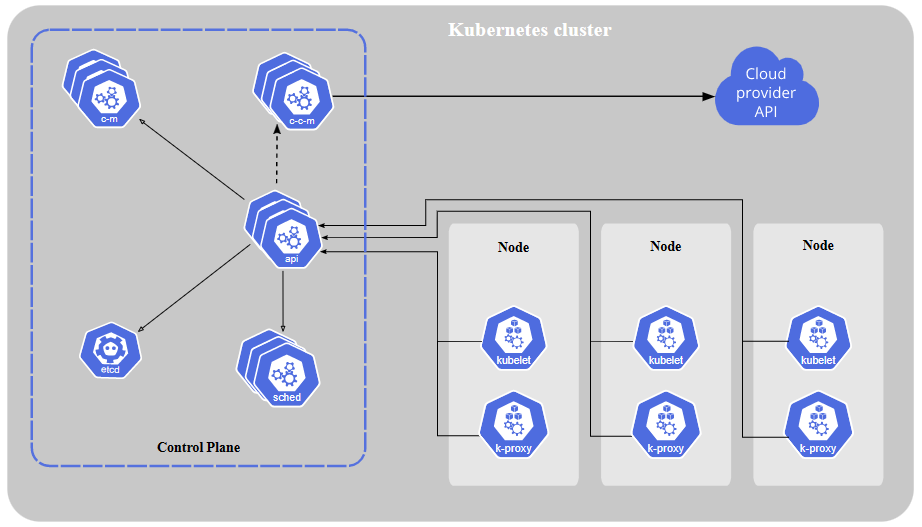 Kubernetes cluster
c-m
c-c-m
Cloud
provider
API
api
etcd
sched
Control Plane
Node
kubelet
k-proxy
Node
kubelet
k-proxy
Node
kubelet
k-proxy